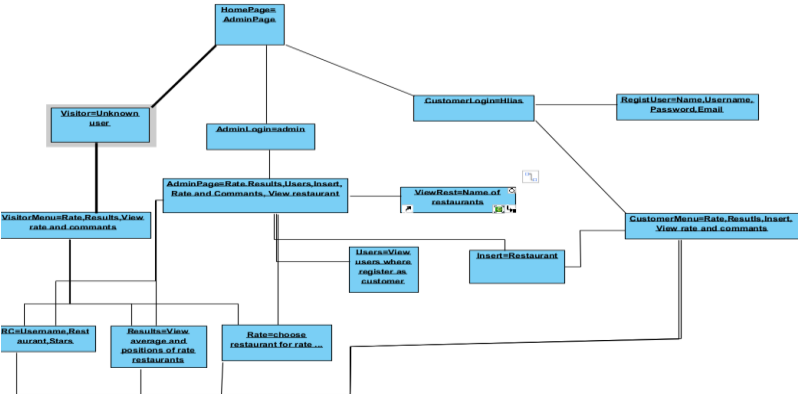 HomePage=
AdminPage
Visitor=Unknown
user
AdminLogin=admin
CustomerLogin=Hlias
RegistUser=Name,Username,
Password,Email
AdminPage=Rate.Results,Users,Insert,
Rate and Commants, View restaurant
ViewRest=Name of
restaurants
VisitorMenu=Rate,Results,View
rate and commants
CustomerMenu=Rate,Resutls,Insert,
View rate and commants
Users=View
users where
register as
customer
Insert=Restaurant
RC=Username,Rest
aurant,Stars
Results=View
average and
positions of rate
restaurants
Rate=choose
restaurant for rate ...